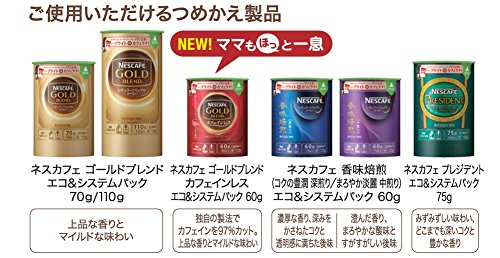 ご使用いただけるつめかえ製品
NEW!
ママもほっと一息
NESCAFÉ
GOLD
BLEND
70g
NESCAFÉ
GOLD
BLEND
110g
NESCAFÉ
60g
NESCAFÉ
香味焙煎
60g
NESCAFÉ
香味焙煎
60g
NESCAFÉ
PRESIDENT
75g
ネスカフェ ゴールドブレンド
エコ&システムパック
70g/110g
ネスカフェ ゴールドブレンド
カフェインレス
エコ&システムパック 60g
ネスカフェ 香味焙煎
(コクの豊潤 深煎り/まろやか淡麗 中煎り)
エコ&システムパック 60g
ネスカフェ プレジデント
エコ&システムパック
75g
上品な香りと
マイルドな味わい
独自の製法で
カフェインを97%カット。
上品な香りとマイルドな味わい
濃厚な香り、深みを
かさねたコクと
透明感に満ちた後味
澄んだ香り、
まろやかな酸味と
すがすがしい後味
みずみずしい味わい、
どこまでも深いコクと
豊かな香り